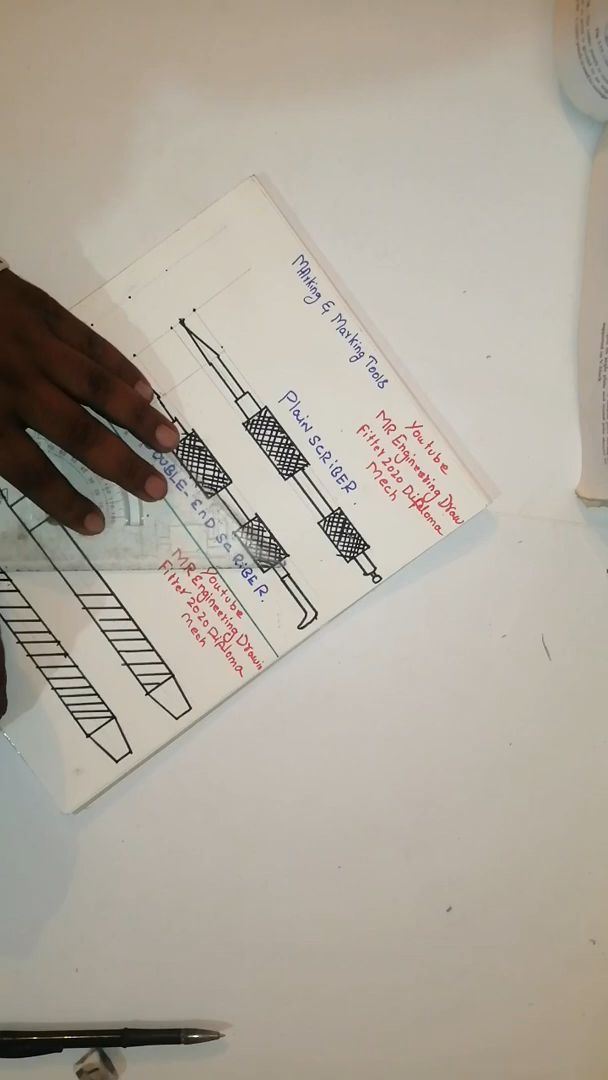 MArking & Marking Tools
Youtube
MR Engineering Draw
Fitter 2020 Diploma
Mech
Plain SCRIBER
OUBLE-END SCRIBER.
Youtube
MR Engineering Drawin
Fitter 2020 Diploma
Mech